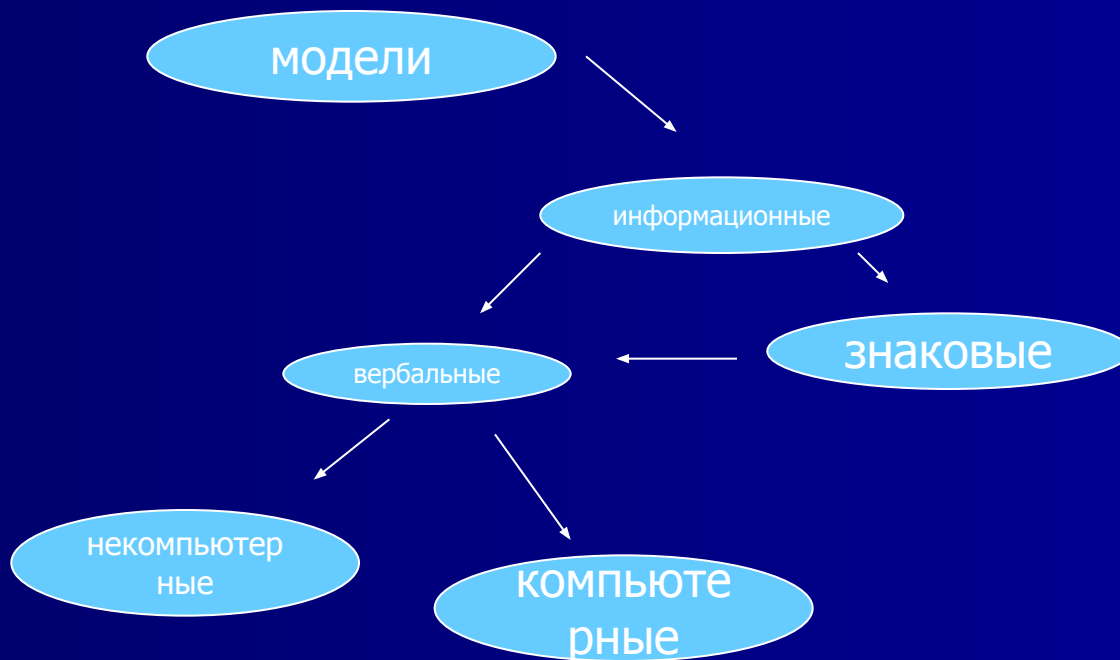 модели
информационные
знаковые
вербальные
некомпьютер
ные
компьюте
рные